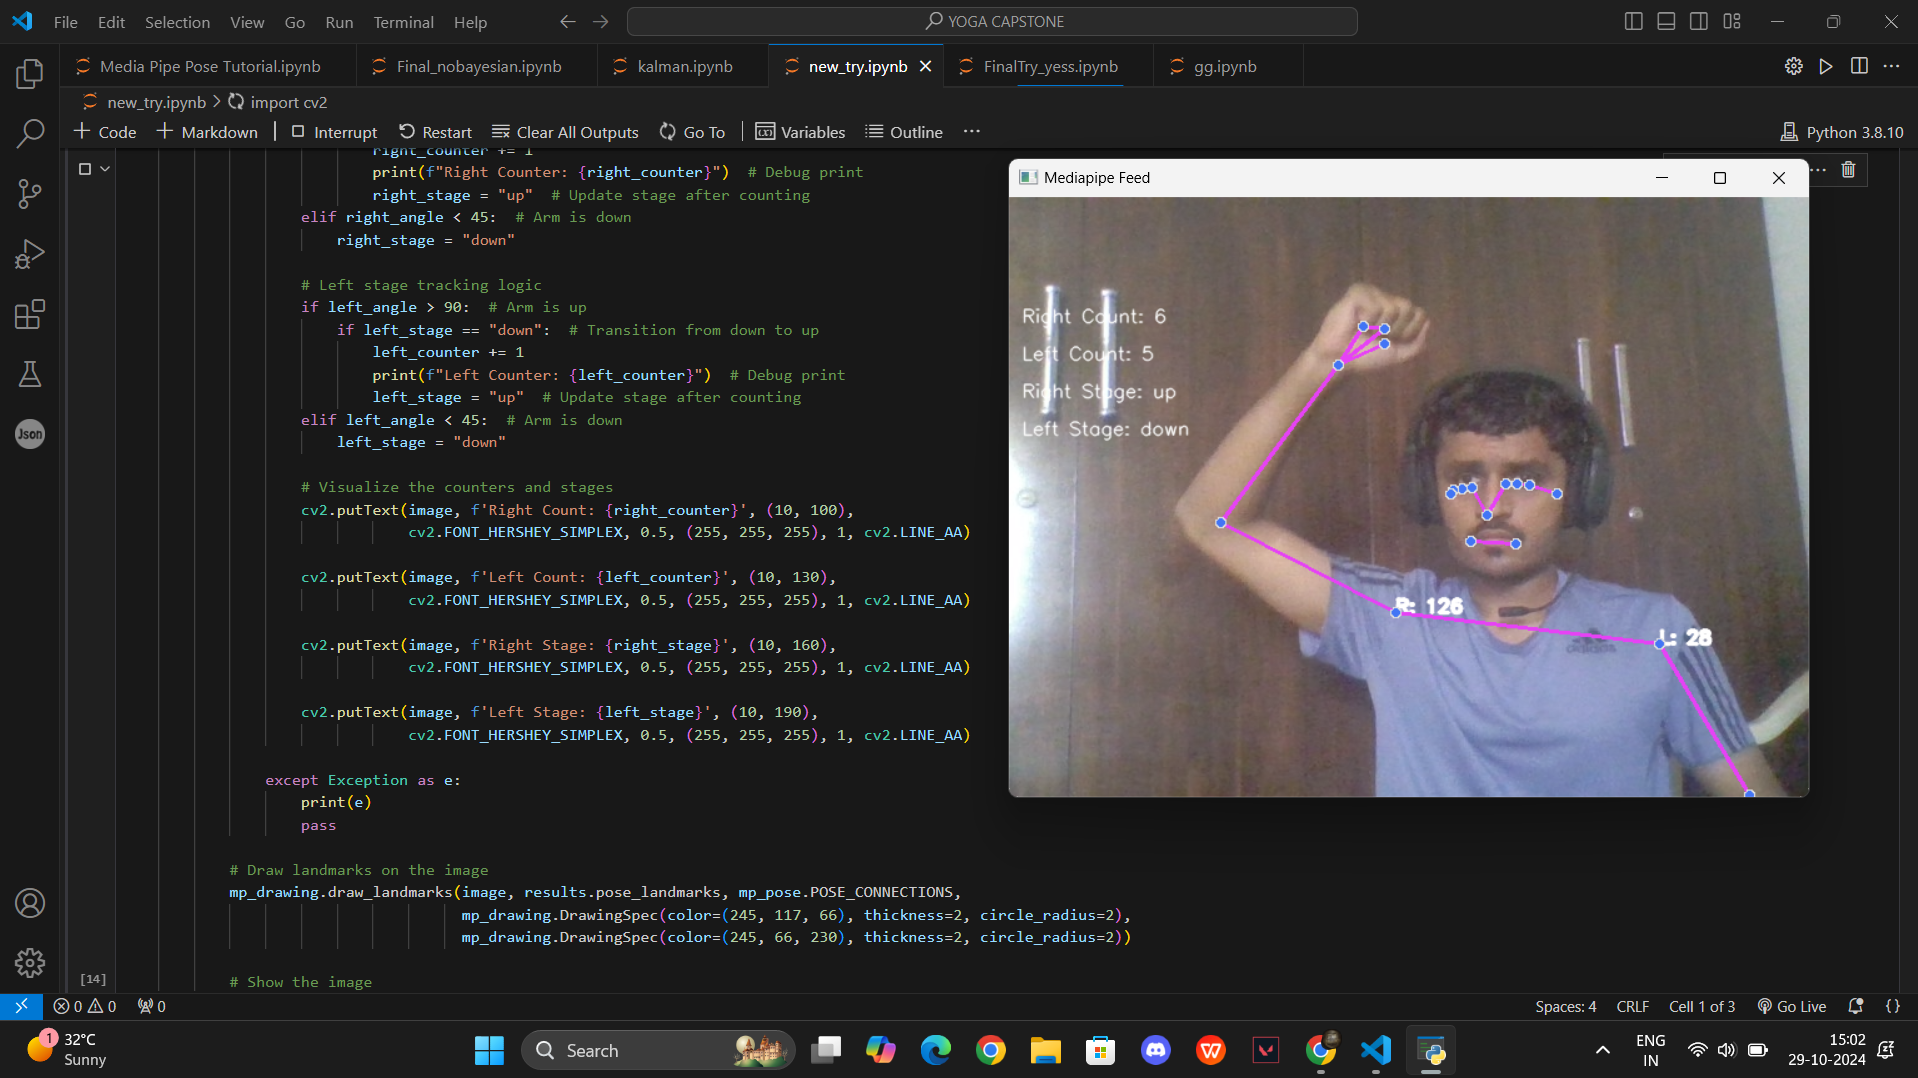 File Edit Selection View Go Run Terminal Help
YOGA CAPSTONE
Media Pipe Pose Tutorial.ipynb
Final_nobayesian.ipynb
kalman.ipynb
new_try.ipynb
FinalTry_yess.ipynb
gg.ipynb
new_try.ipynb > import cv2
+ Code + Markdown | Interrupt Restart Clear All Outputs Go To | Variables Outline ···
Python 3.8.10
right_counter += 1
print(f"Right Counter: {right_counter}")  # Debug print
right_stage = "up"  # Update stage after counting
elif right_angle < 45:  # Arm is down
right_stage = "down"
# Left stage tracking logic
if left_angle > 90:  # Arm is up
if left_stage == "down":  # Transition from down to up
left_counter += 1
print(f"Left Counter: {left_counter}")  # Debug print
left_stage = "up"  # Update stage after counting
elif left_angle < 45:  # Arm is down
left_stage = "down"
# Visualize the counters and stages
cv2.putText(image, f'Right Count: {right_counter}', (10, 100),
cv2.FONT_HERSHEY_SIMPLEX, 0.5, (255, 255, 255), 1, cv2.LINE_AA)
cv2.putText(image, f'Left Count: {left_counter}', (10, 130),
cv2.FONT_HERSHEY_SIMPLEX, 0.5, (255, 255, 255), 1, cv2.LINE_AA)
cv2.putText(image, f'Right Stage: {right_stage}', (10, 160),
cv2.FONT_HERSHEY_SIMPLEX, 0.5, (255, 255, 255), 1, cv2.LINE_AA)
cv2.putText(image, f'Left Stage: {left_stage}', (10, 190),
cv2.FONT_HERSHEY_SIMPLEX, 0.5, (255, 255, 255), 1, cv2.LINE_AA)
except Exception as e:
print(e)
pass
# Draw landmarks on the image
mp_drawing.draw_landmarks(image, results.pose_landmarks, mp_pose.POSE_CONNECTIONS,
mp_drawing.DrawingSpec(color=(245, 117, 66), thickness=2, circle_radius=2),
mp_drawing.DrawingSpec(color=(245, 66, 230), thickness=2, circle_radius=2))
[14]
# Show the image
Mediapipe Feed
Right Count: 6
Left Count: 5
Right Stage: up
Left Stage: down
R: 126
L: 28
adidas
Json
0 0 0
Spaces: 4 CRLF Cell 1 of 3 Go Live {}
1
32°C
Sunny
Search
ENG
IN
15:02
29-10-2024